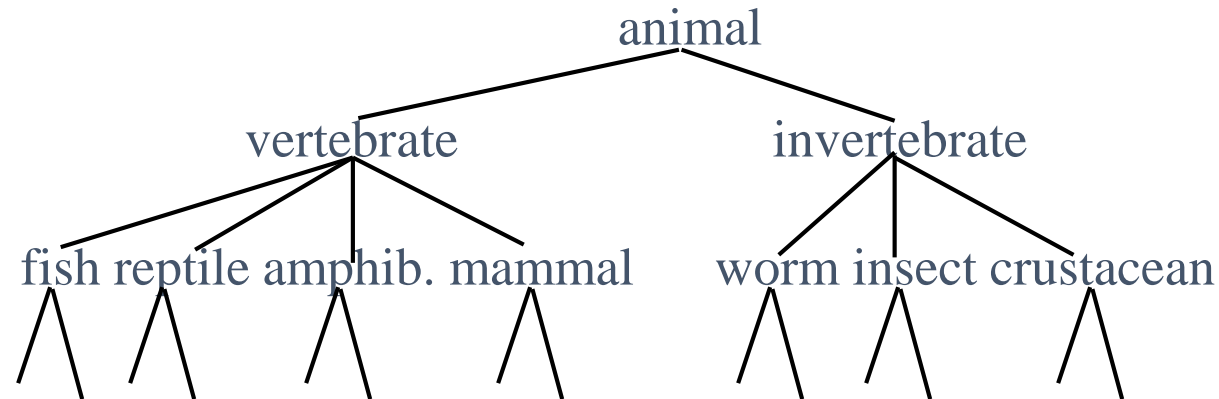 animal
vertebrate invertebrate
fish reptile amphib. mammal worm insect crustacean